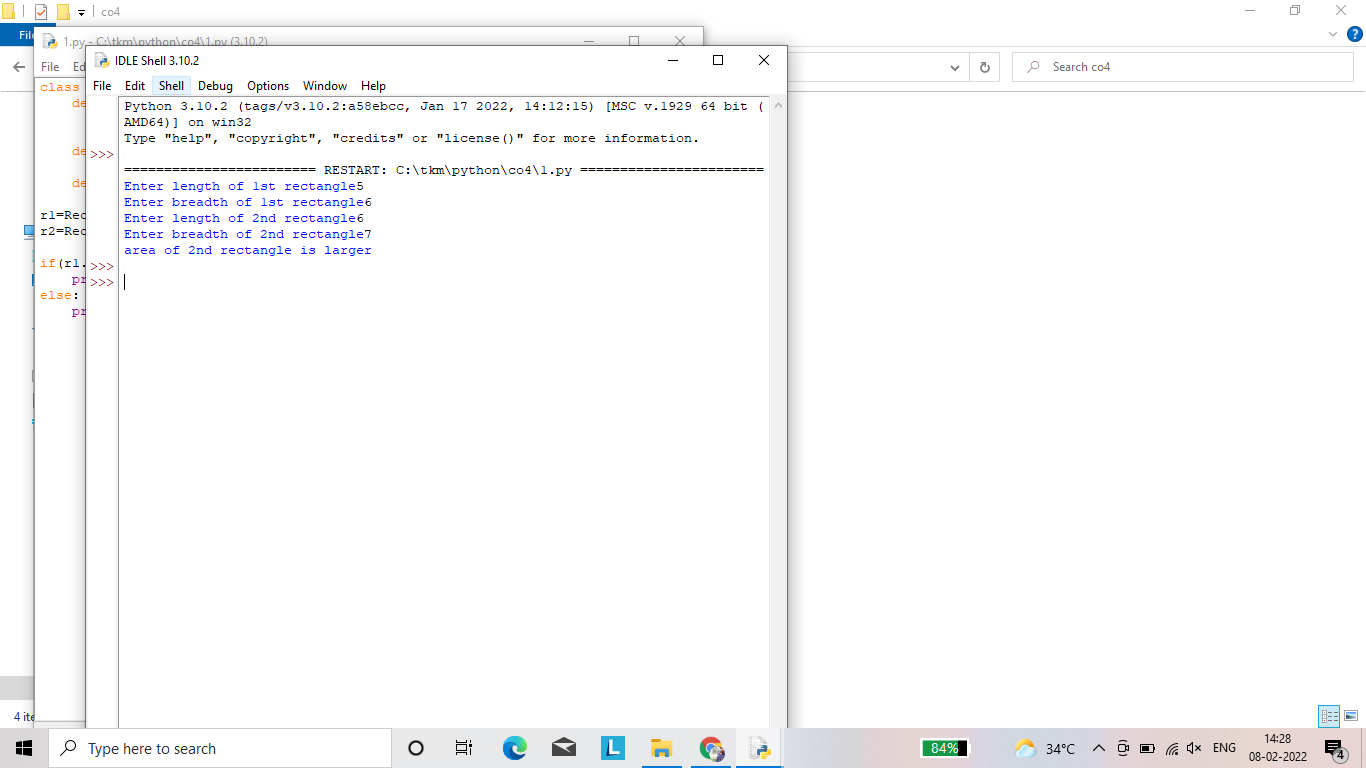 co4
File
1.py - C:\tkm\python\co4\1.py (3.10.2)
File Ed
IDLE Shell 3.10.2
File Edit Shell Debug Options Window Help
Search co4
class
de
de
de
r1=Rec
r2=Rec
if(r1.
pr
else:
pr
Python 3.10.2 (tags/v3.10.2:a58ebcc, Jan 17 2022, 14:12:15) [MSC v.1929 64 bit (
AMD64)] on win32
Type "help", "copyright", "credits" or "license()" for more information.
>>>
======================== RESTART: C:\tkm\python\co4\1.py =======================
Enter length of 1st rectangle5
Enter breadth of 1st rectangle6
Enter length of 2nd rectangle6
Enter breadth of 2nd rectangle7
area of 2nd rectangle is larger
>>>
>>>
4 ite
Type here to search
L
84%
34°C
ENG
14:28
08-02-2022
4